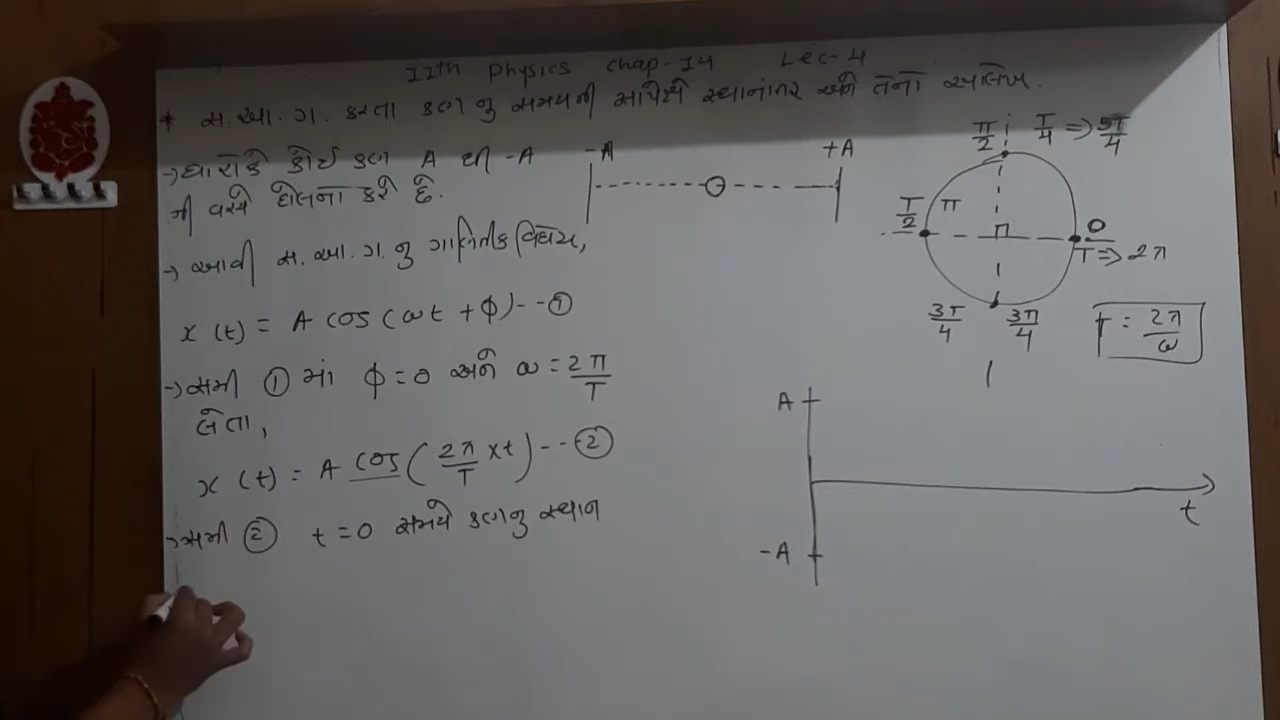 11th Physics Chap-14 Lec-4
* સ.આ.ગ. કરતા કણ નુ સમયની સાપેક્ષે સ્થાનાંતર અને તેનો આલેખ.
→ ધારોકે કોઈ કણ A થી -A
ની વચ્ચે દોલનો કરે છે.
→ આવી સ.આ.ગ.નુ ગાણિતીક વિધેય,
x (t) = A cos (ωt + ϕ) -- ①
→ સમી ① માં ϕ = 0 અને ω = 2π/T
લેતા,
x (t) = A cos (2π/T × t) -- ②
→ સમી ② t = 0 સમયે કણનુ સ્થાન
-A +A
π/2 T/4 ⇒ 5T/4
T/2 π
0
T ⇒ 2π
3T/4 3π/4
T = 2π/ω
A
t
-A